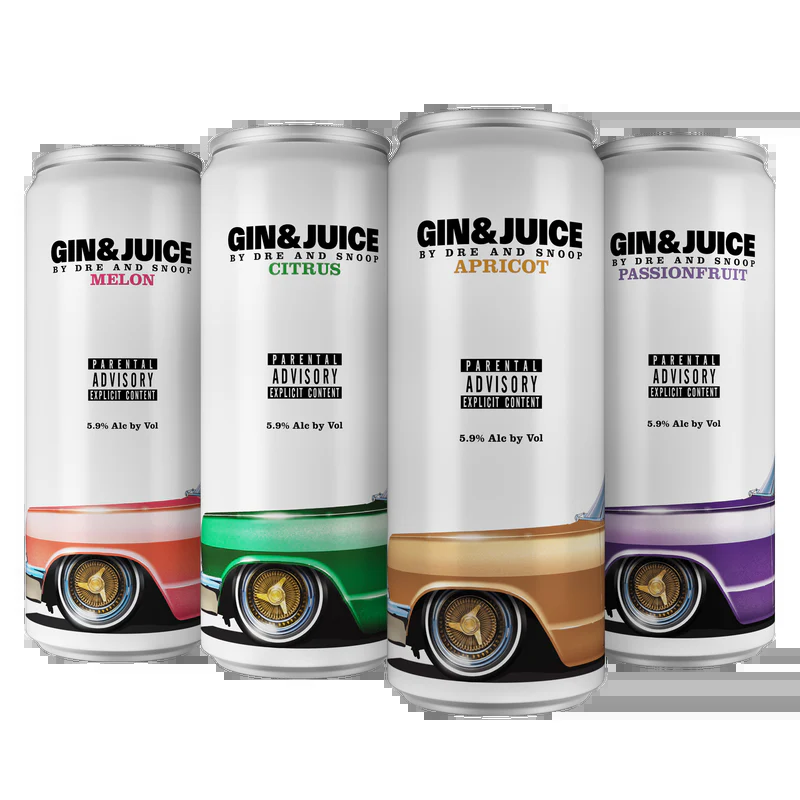 GIN&JUICE
BY DRE AND SNOOP
MELON
PARENTAL
ADVISORY
EXPLICIT CONTENT
5.9% Alc by Vol
GIN&JUICE
BY DRE AND SNOOP
CITRUS
PARENTAL
ADVISORY
EXPLICIT CONTENT
5.9% Alc by Vol
GIN&JUICE
BY DRE AND SNOOP
APRICOT
PARENTAL
ADVISORY
EXPLICIT CONTENT
5.9% Alc by Vol
GIN&JUICE
BY DRE AND SNOOP
PASSIONFRUIT
PARENTAL
ADVISORY
EXPLICIT CONTENT
5.9% Alc by Vol